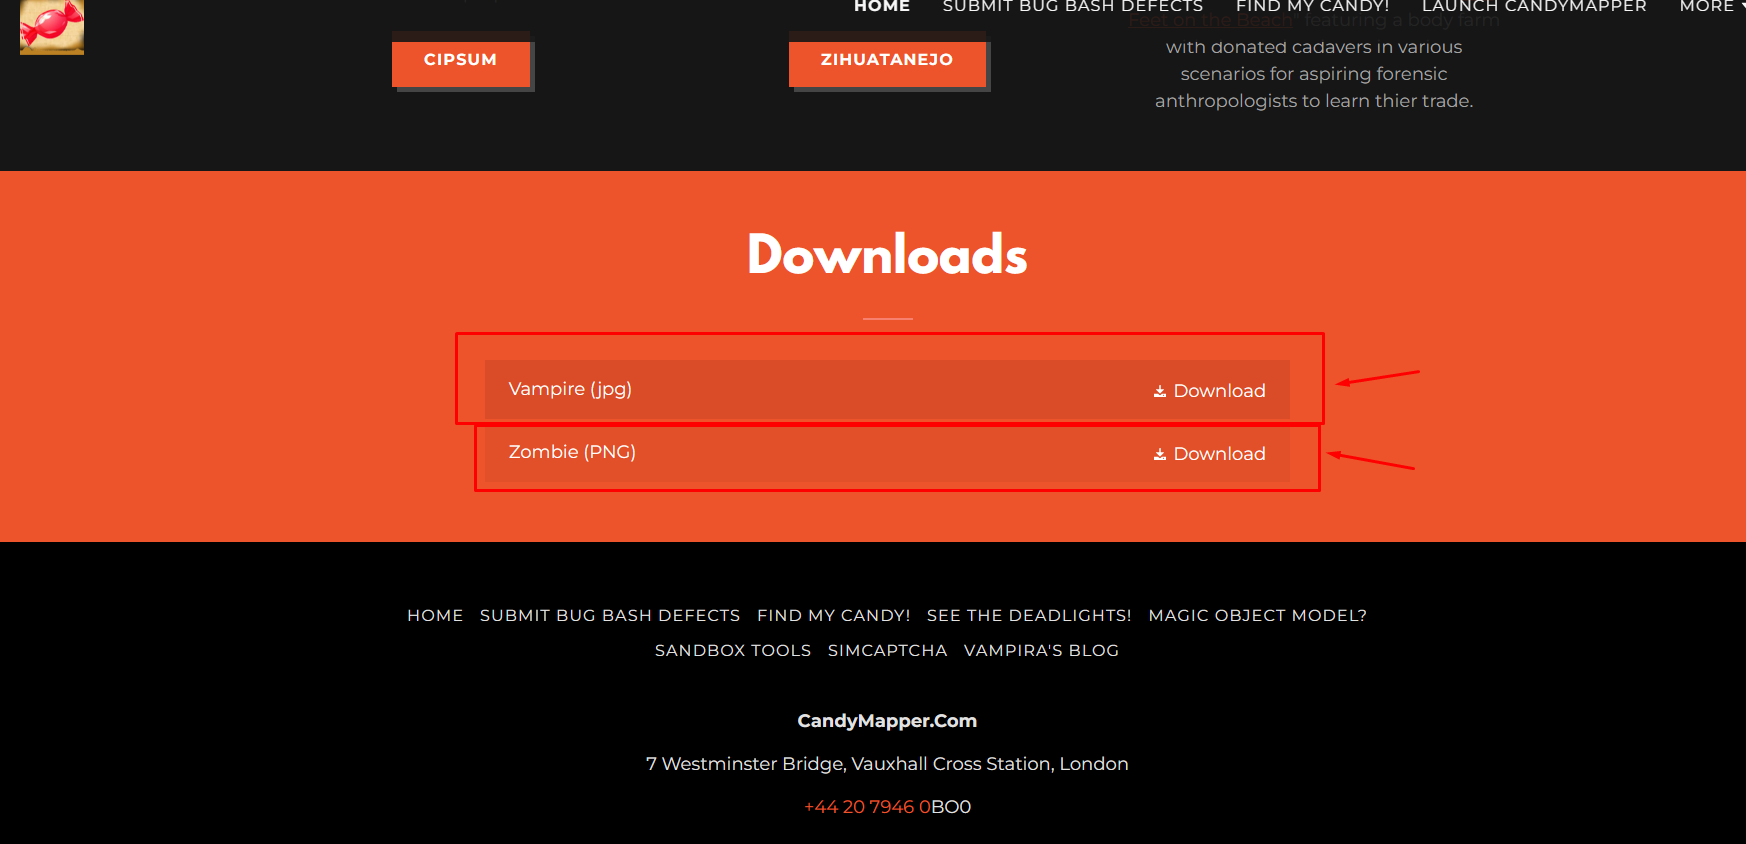 HOME SUBMIT BUG BASH DEFECTS FIND MY CANDY! LAUNCH CANDYMAPPER MORE
Feet on the Beach" featuring a body farm
with donated cadavers in various
scenarios for aspiring forensic
anthropologists to learn thier trade.
CIPSUM
ZIHUATANEJO
Downloads
Vampire (jpg) Download
Zombie (PNG) Download
HOME SUBMIT BUG BASH DEFECTS FIND MY CANDY! SEE THE DEADLIGHTS! MAGIC OBJECT MODEL?
SANDBOX TOOLS SIMCAPTCHA VAMPIRA'S BLOG
CandyMapper.Com
7 Westminster Bridge, Vauxhall Cross Station, London
+44 20 7946 0BO0